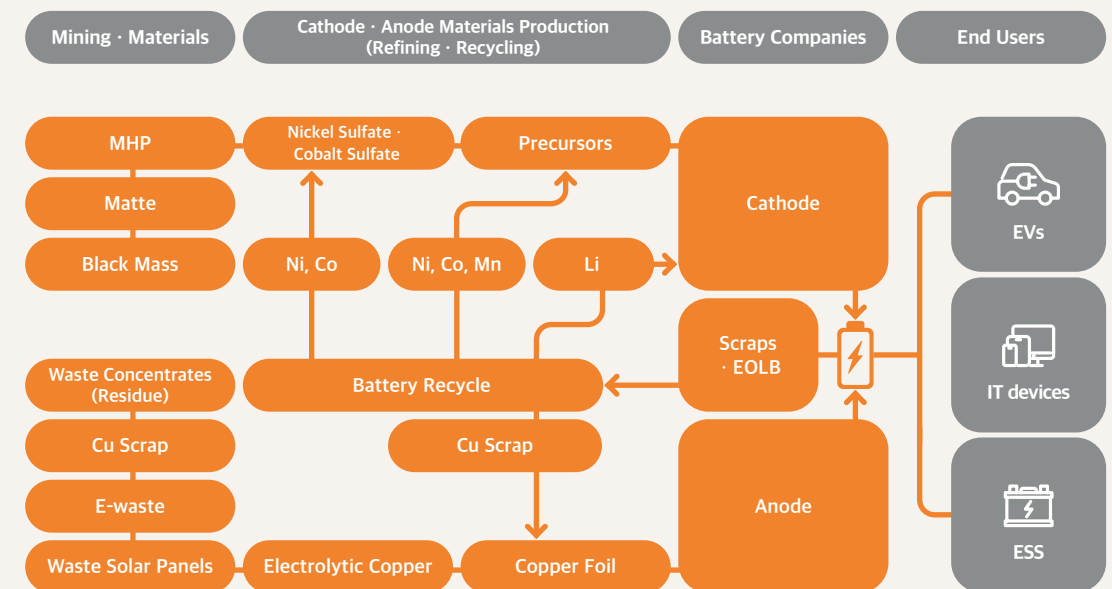 Mining · Materials
Cathode · Anode Materials Production
(Refining · Recycling)
Battery Companies
End Users
MHP
Nickel Sulfate ·
Cobalt Sulfate
Precursors
Cathode
EVs
Matte
Black Mass
Ni, Co
Ni, Co, Mn
Li
Scraps
· EOLB
IT devices
Waste Concentrates
(Residue)
Battery Recycle
Cu Scrap
Cu Scrap
E-waste
Anode
ESS
Waste Solar Panels
Electrolytic Copper
Copper Foil